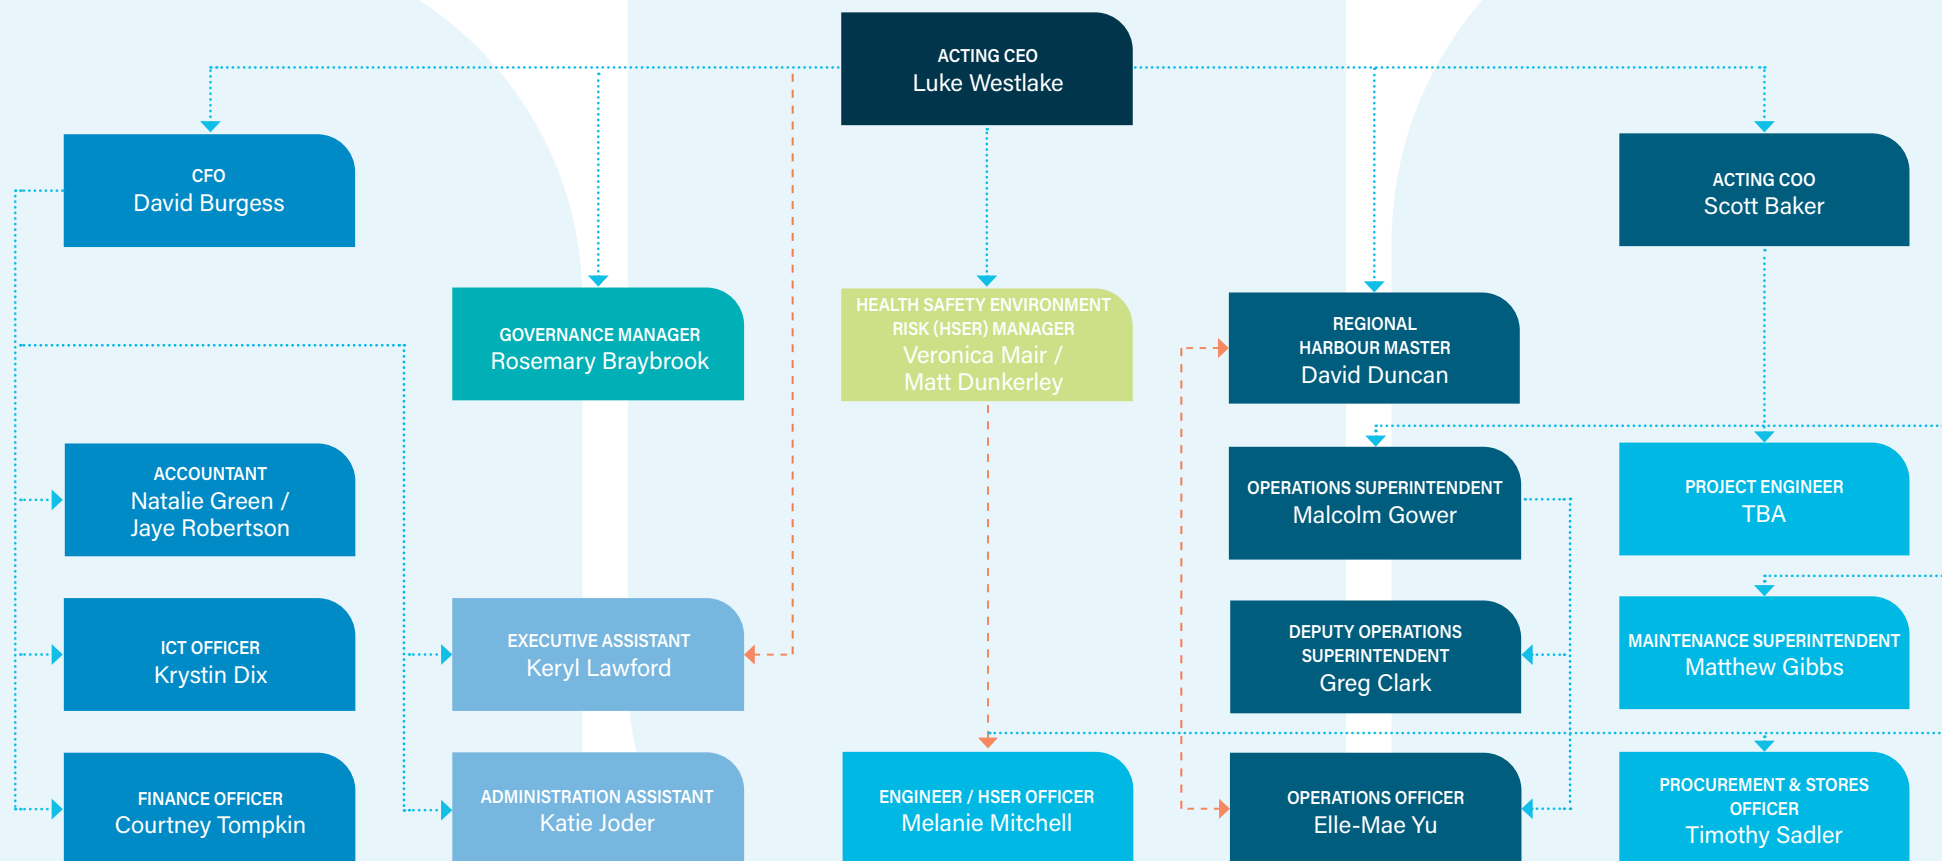 ACTING CEO
Luke Westlake
CFO
David Burgess
ACTING COO
Scott Baker
GOVERNANCE MANAGER
Rosemary Braybrook
HEALTH SAFETY ENVIRONMENT
RISK (HSER) MANAGER
Veronica Mair /
Matt Dunkerley
REGIONAL
HARBOUR MASTER
David Duncan
ACCOUNTANT
Natalie Green /
Jaye Robertson
OPERATIONS SUPERINTENDENT
Malcolm Gower
PROJECT ENGINEER
TBA
ICT OFFICER
Krystin Dix
EXECUTIVE ASSISTANT
Keryl Lawford
DEPUTY OPERATIONS
SUPERINTENDENT
Greg Clark
MAINTENANCE SUPERINTENDENT
Matthew Gibbs
FINANCE OFFICER
Courtney Tompkin
ADMINISTRATION ASSISTANT
Katie Joder
ENGINEER / HSER OFFICER
Melanie Mitchell
OPERATIONS OFFICER
Elle-Mae Yu
PROCUREMENT & STORES
OFFICER
Timothy Sadler